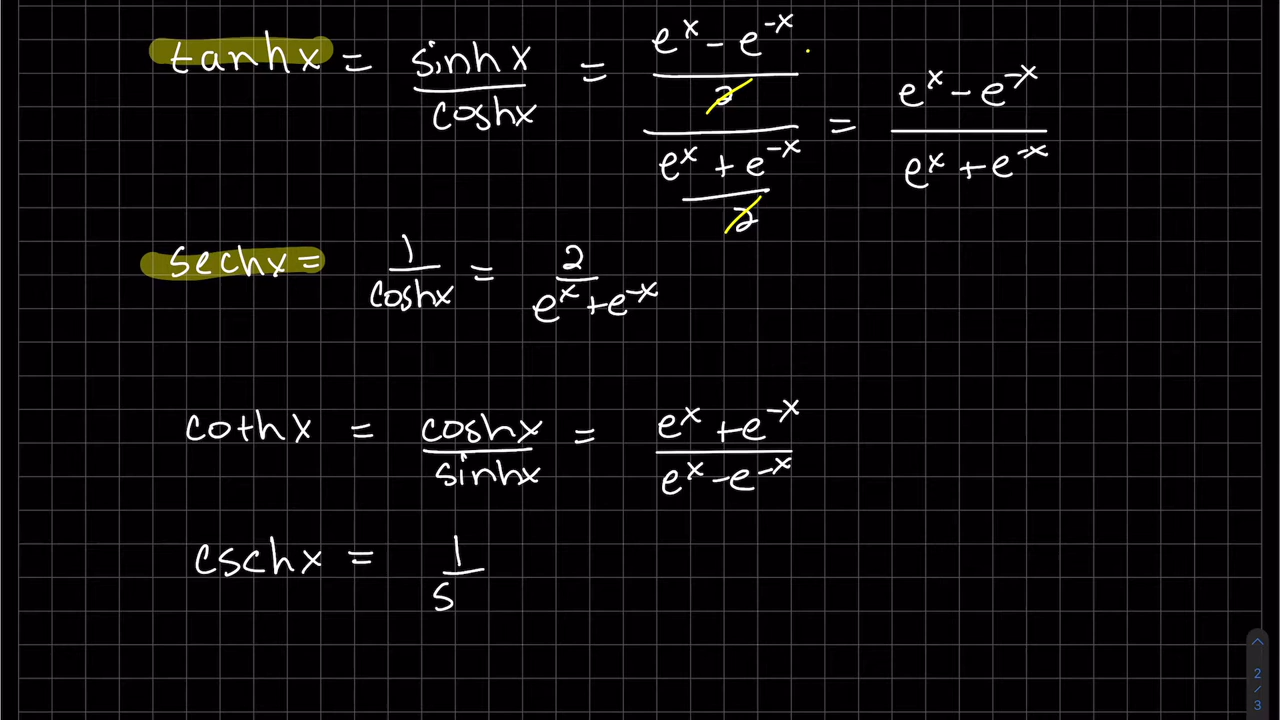 tanhx = sinhx/coshx = ((e^x - e^-x)/2)/((e^x + e^-x)/2) = (e^x - e^-x)/(e^x + e^-x)
sechx = 1/coshx = 2/(e^x + e^-x)
cothx = coshx/sinhx = (e^x + e^-x)/(e^x - e^-x)
cschx = 1/s
2/3